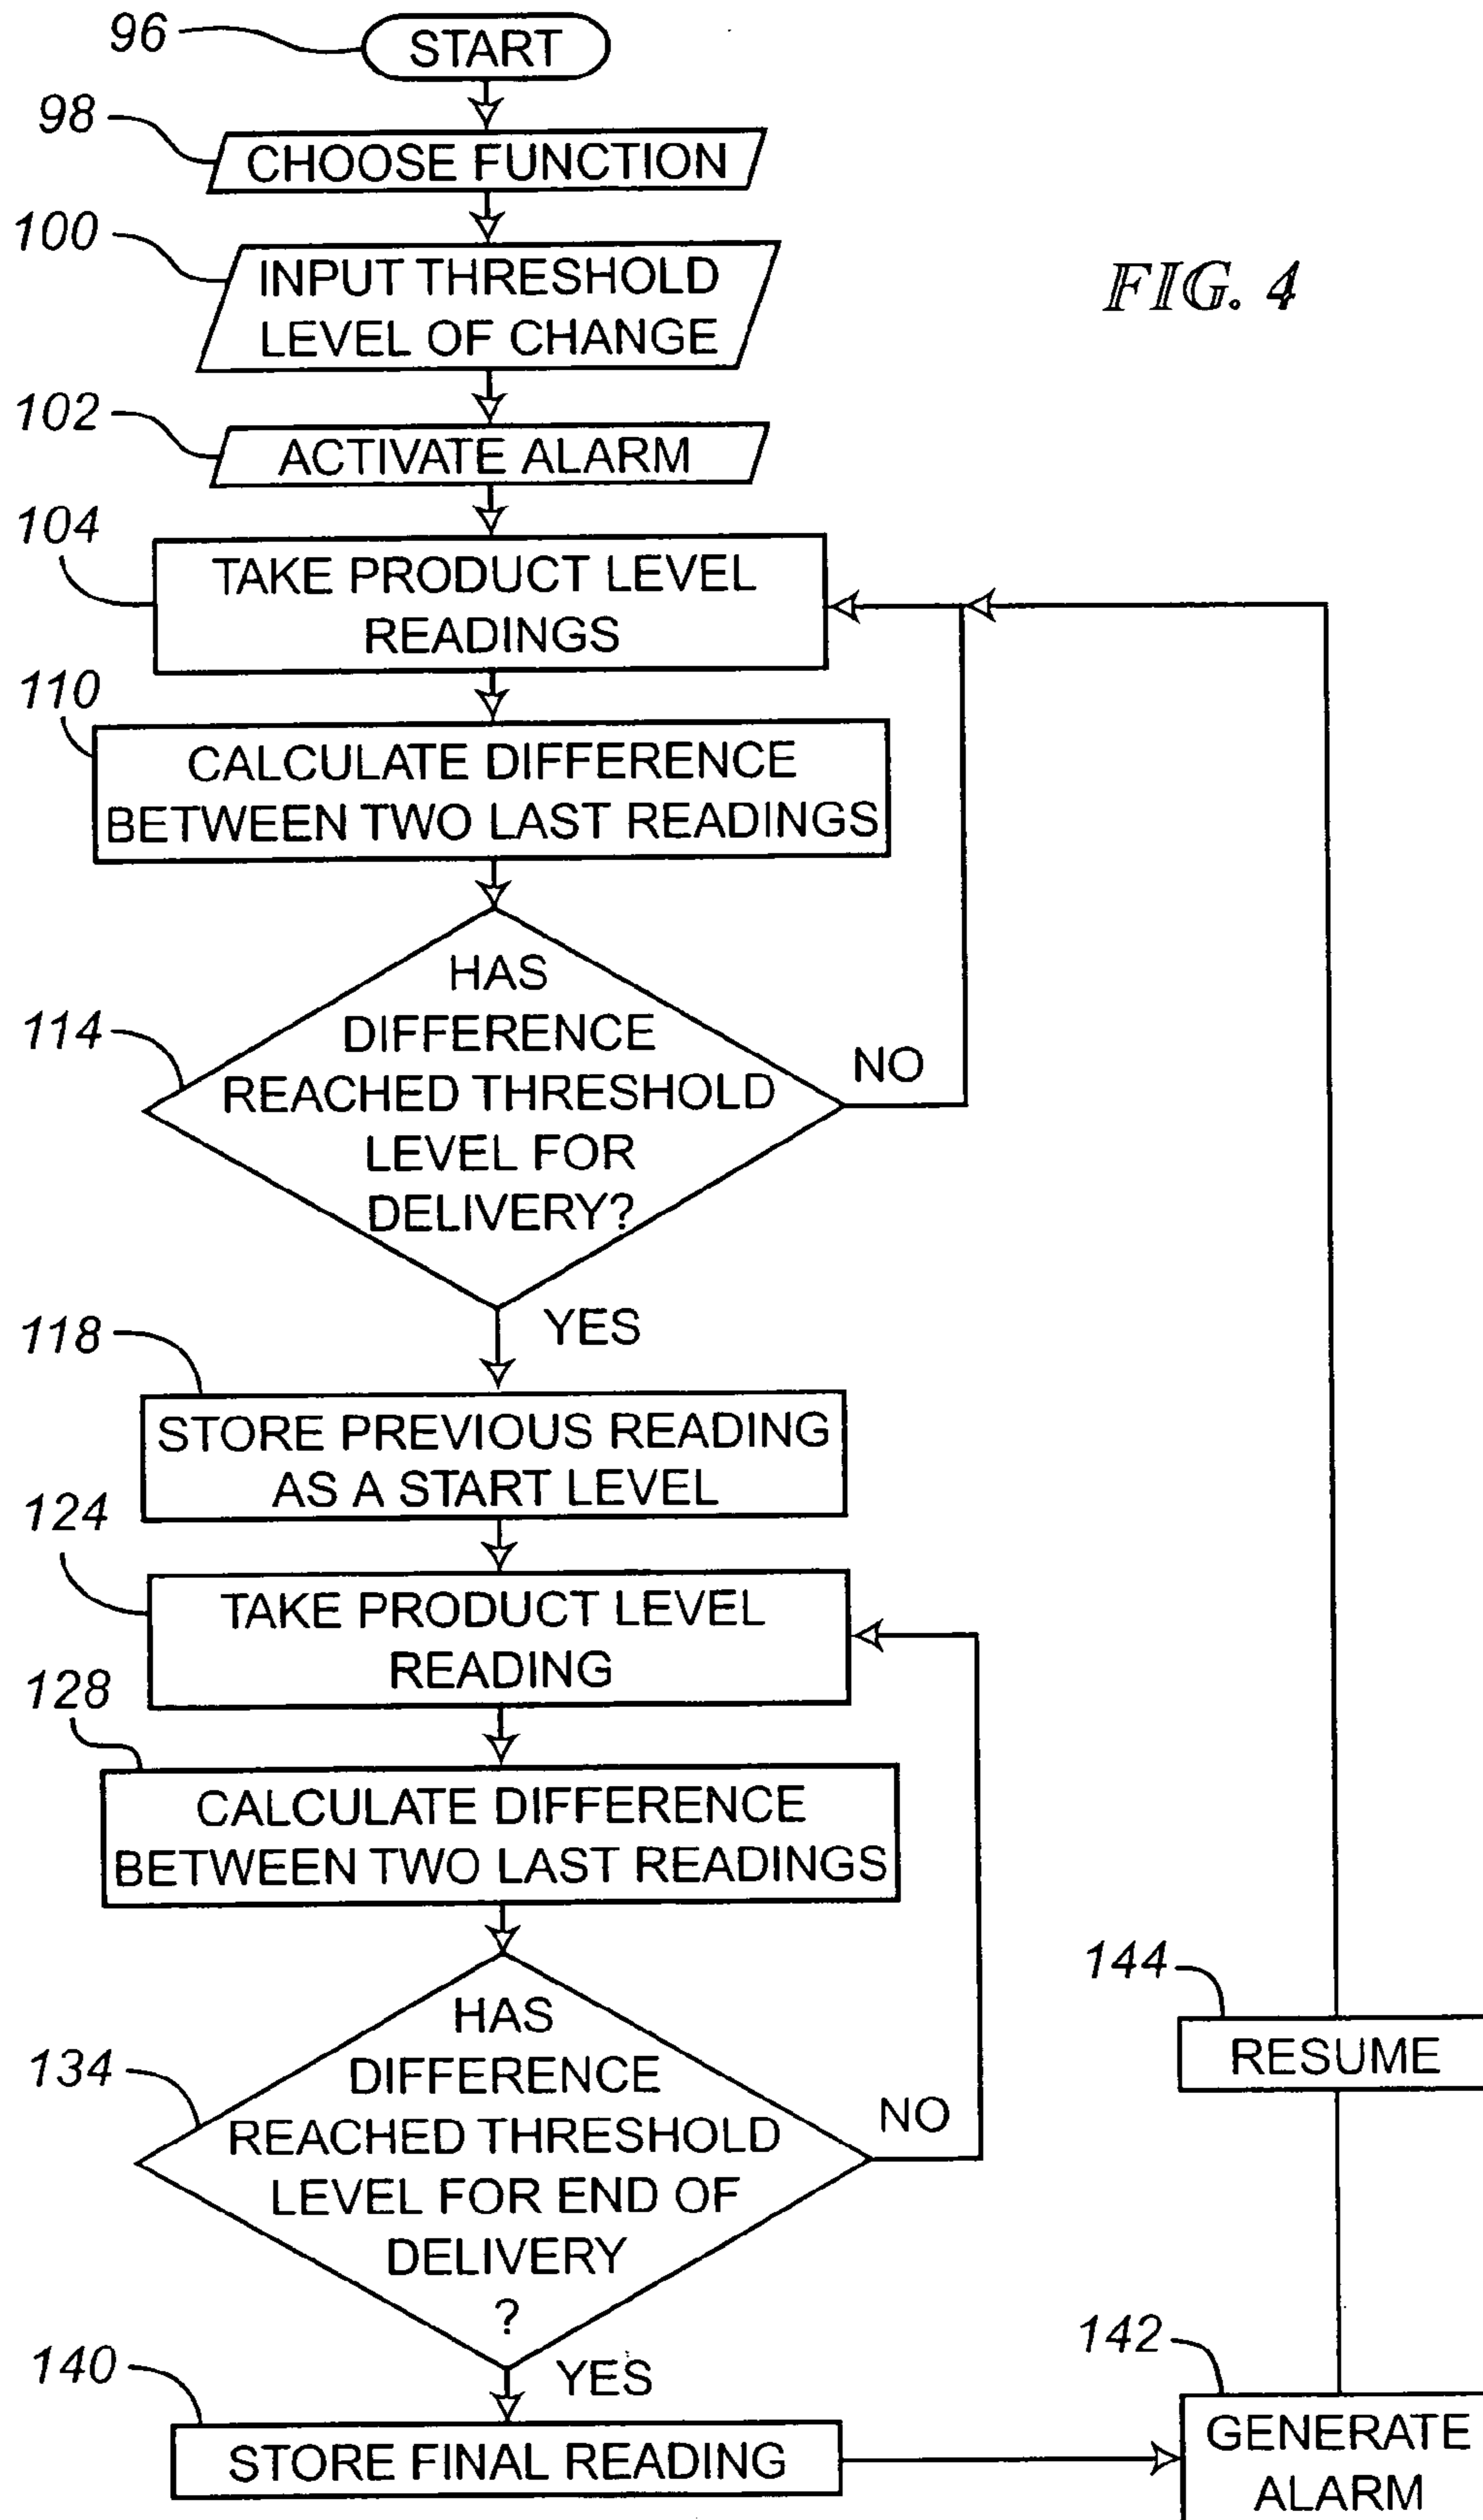 96
START
98
CHOOSE FUNCTION
100
INPUT THRESHOLD
LEVEL OF CHANGE
FIG. 4
102
ACTIVATE ALARM
104
TAKE PRODUCT LEVEL
READINGS
110
CALCULATE DIFFERENCE
BETWEEN TWO LAST READINGS
114
HAS
DIFFERENCE
REACHED THRESHOLD
LEVEL FOR
DELIVERY?
NO
YES
118
STORE PREVIOUS READING
AS A START LEVEL
124
TAKE PRODUCT LEVEL
READING
128
CALCULATE DIFFERENCE
BETWEEN TWO LAST READINGS
134
HAS
DIFFERENCE
REACHED THRESHOLD
LEVEL FOR END OF
DELIVERY
?
NO
YES
144
RESUME
140
STORE FINAL READING
142
GENERATE
ALARM